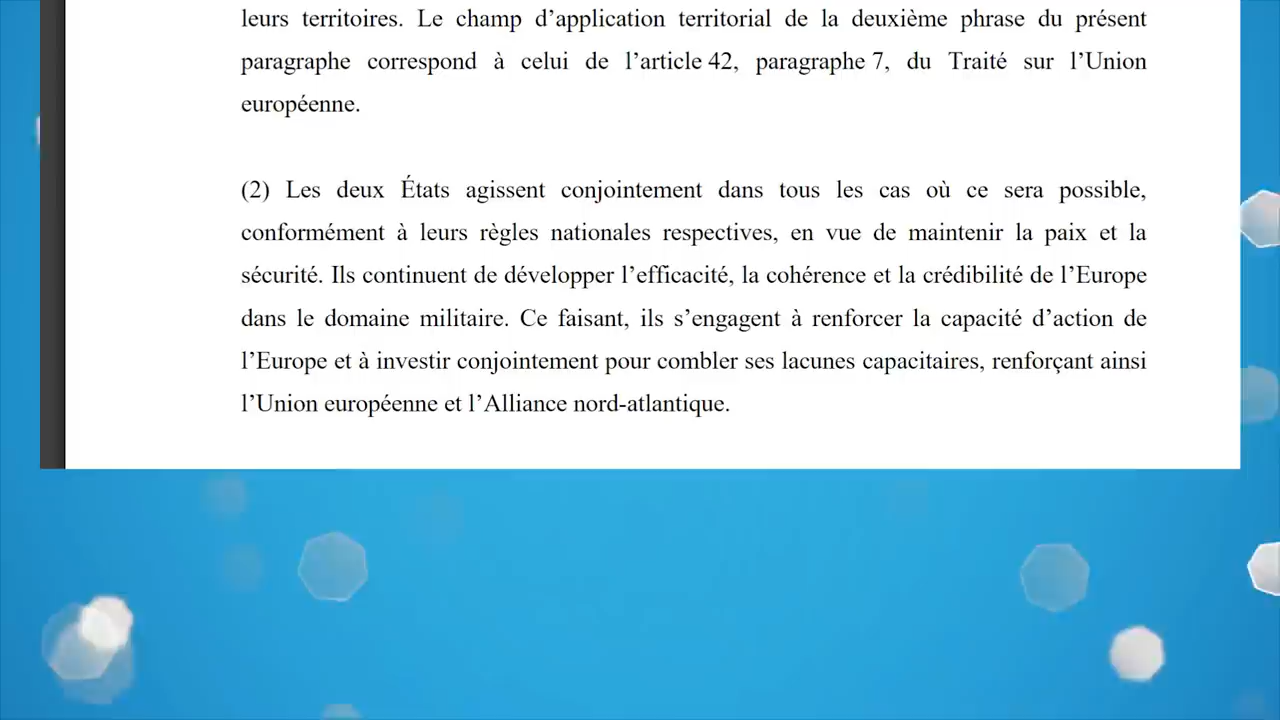 leurs territoires. Le champ d’application territorial de la deuxième phrase du présent
paragraphe correspond à celui de l’article 42, paragraphe 7, du Traité sur l’Union
européenne.
(2) Les deux États agissent conjointement dans tous les cas où ce sera possible,
conformément à leurs règles nationales respectives, en vue de maintenir la paix et la
sécurité. Ils continuent de développer l’efficacité, la cohérence et la crédibilité de l’Europe
dans le domaine militaire. Ce faisant, ils s’engagent à renforcer la capacité d’action de
l’Europe et à investir conjointement pour combler ses lacunes capacitaires, renforçant ainsi
l’Union européenne et l’Alliance nord-atlantique.